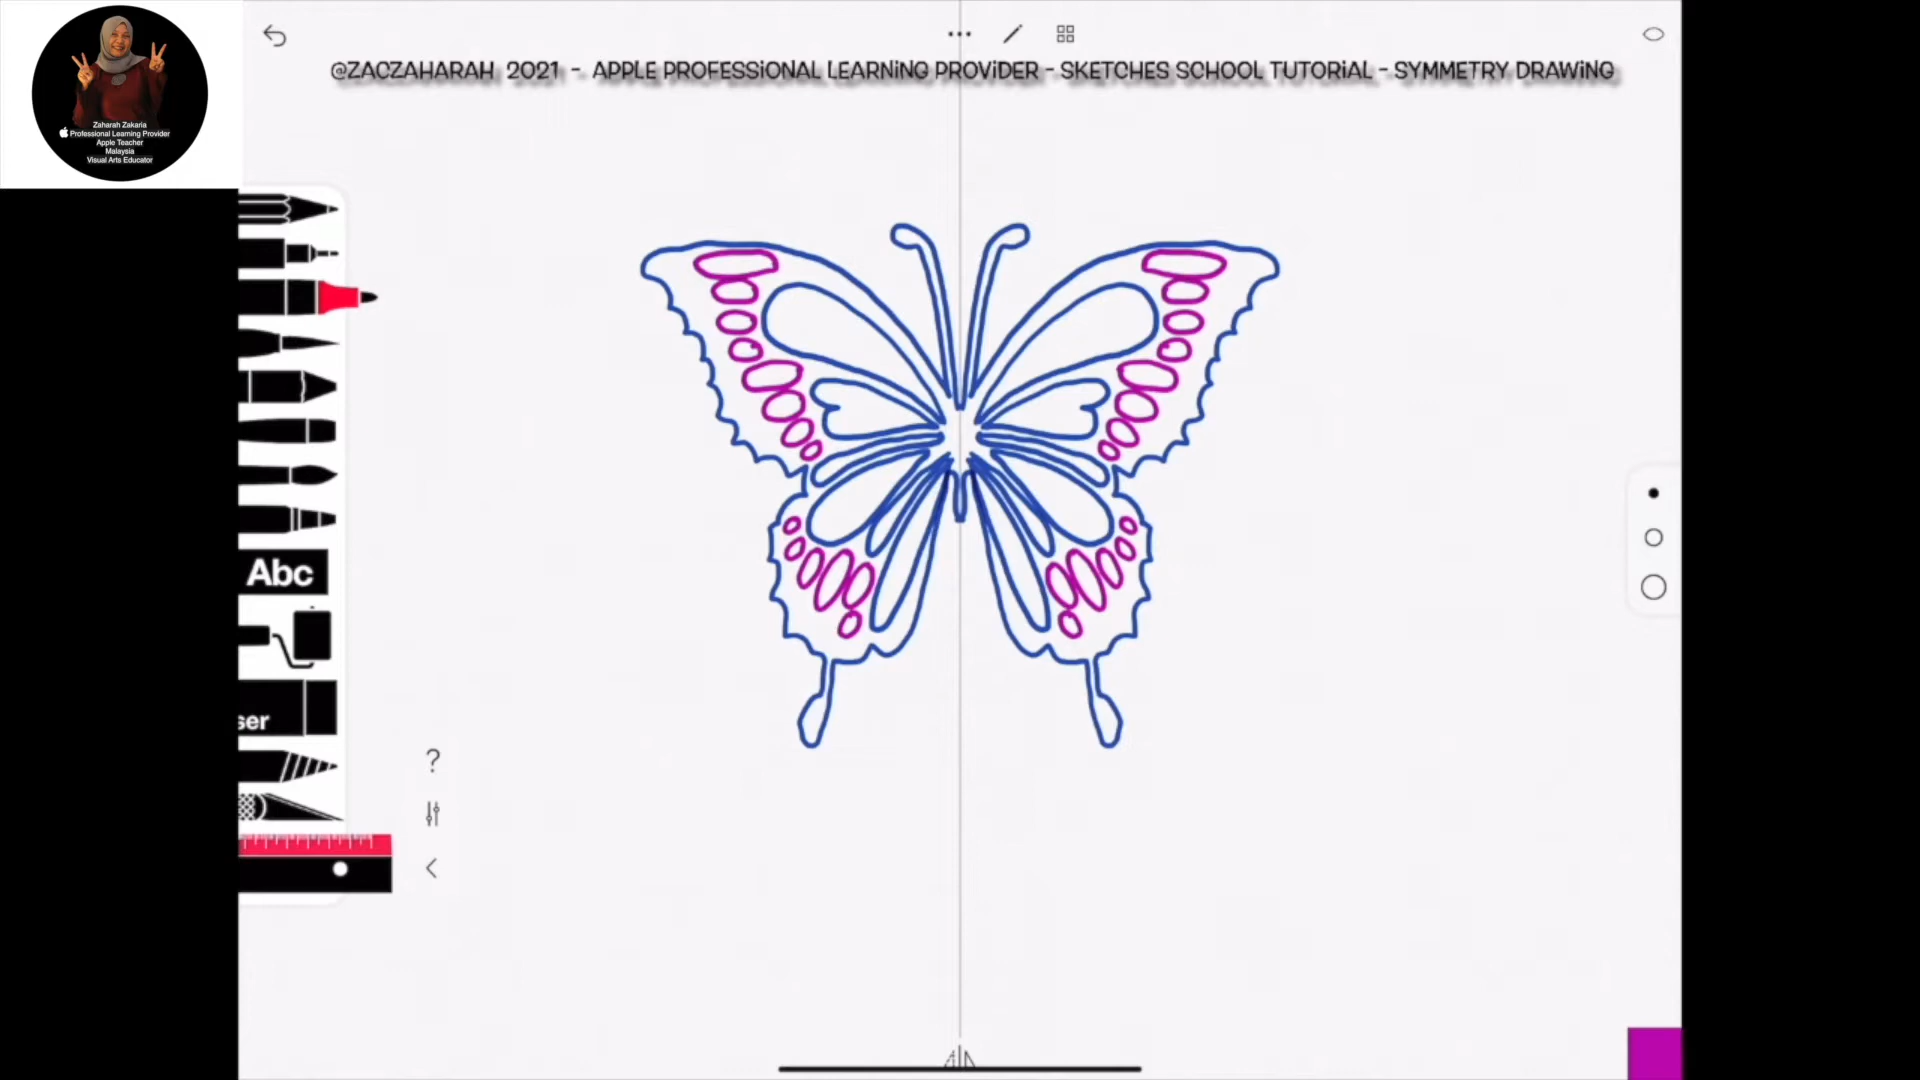 @ZACZAHARAH 2021 - APPLE PROFESSiONAL LEARNiNG PROViDER - SKETCHES SCHOOL TUTORiAL - SYMMETRY DRAWiNG
Zaharah Zakaria
Professional Learning Provider
Apple Teacher
Malaysia
Visual Arts Educator
Abc
ser
?